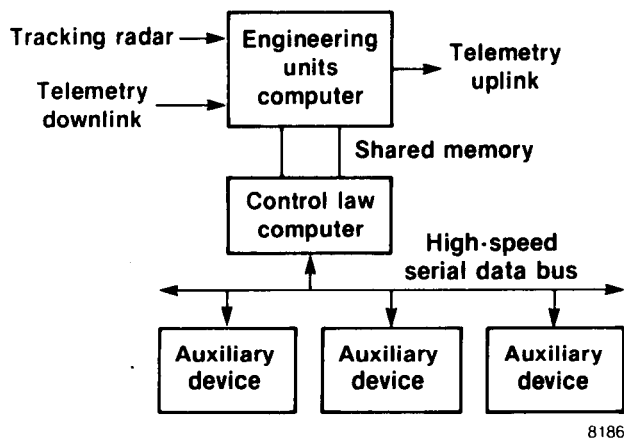 Tracking radar
Engineering
units
computer
Telemetry
uplink
Telemetry
downlink
Shared memory
Control law
computer
High-speed
serial data bus
Auxiliary
device
Auxiliary
device
Auxiliary
device
8186